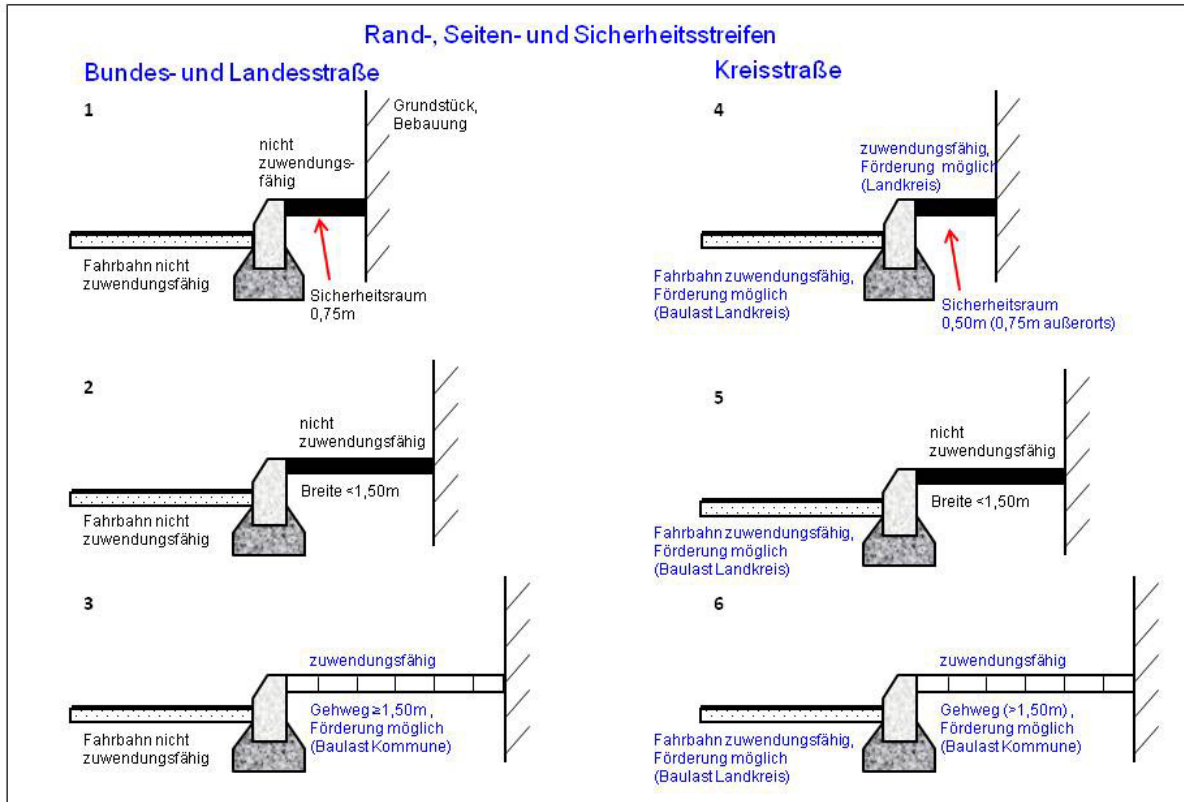 Rand-, Seiten- und Sicherheitsstreifen
Bundes- und Landesstraße
1
nicht
zuwendungs-
fähig
Grundstück,
Bebauung
Fahrbahn nicht
zuwendungsfähig
Sicherheitsraum
0,75m
2
nicht
zuwendungsfähig
Breite <1,50m
Fahrbahn nicht
zuwendungsfähig
3
zuwendungsfähig
Gehweg ≥1,50m ,
Förderung möglich
(Baulast Kommune)
Fahrbahn nicht
zuwendungsfähig
Kreisstraße
4
zuwendungsfähig,
Förderung möglich
(Landkreis)
Fahrbahn zuwendungsfähig,
Förderung möglich
(Baulast Landkreis)
Sicherheitsraum
0,50m (0,75m außerorts)
5
nicht
zuwendungsfähig
Breite <1,50m
Fahrbahn zuwendungsfähig,
Förderung möglich
(Baulast Landkreis)
6
zuwendungsfähig
Gehweg (>1,50m) ,
Förderung möglich
(Baulast Kommune)
Fahrbahn zuwendungsfähig,
Förderung möglich
(Baulast Landkreis)